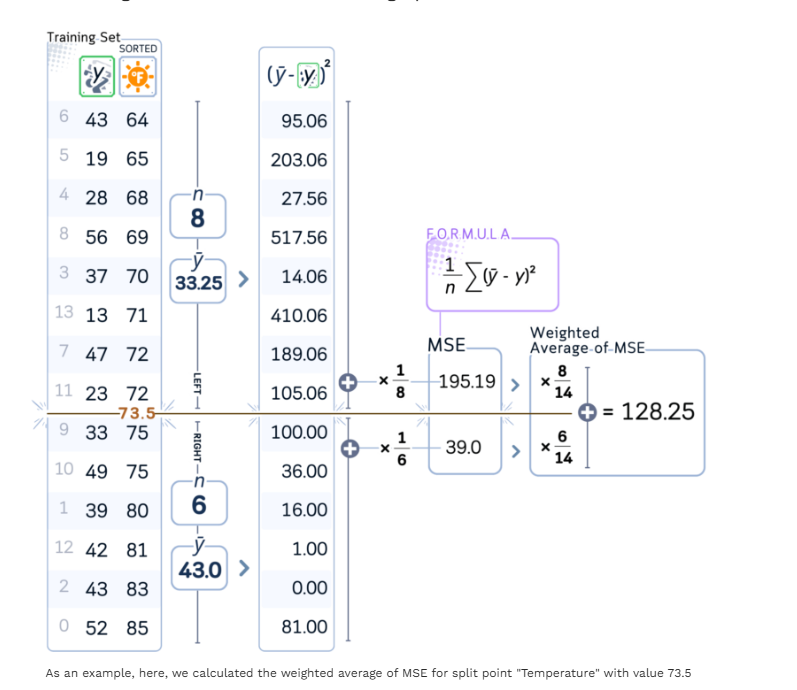 Training Set
SORTED
y °F
(ȳ - y)²
6 43 64 95.06
5 19 65 203.06
4 28 68 27.56
n
8
8 56 69 517.56
FORMULA
1/n ∑(ȳ - y)²
ȳ
33.25
3 37 70 14.06
13 13 71 410.06
7 47 72 189.06
MSE
Weighted
Average of MSE
LEFT
11 23 72 105.06 × 1/8 195.19 × 8/14
73.5
= 128.25
9 33 75 100.00 × 1/6 39.0 × 6/14
RIGHT
10 49 75 36.00
n
6
1 39 80 16.00
12 42 81 1.00
ȳ
43.0
2 43 83 0.00
0 52 85 81.00
As an example, here, we calculated the weighted average of MSE for split point "Temperature" with value 73.5